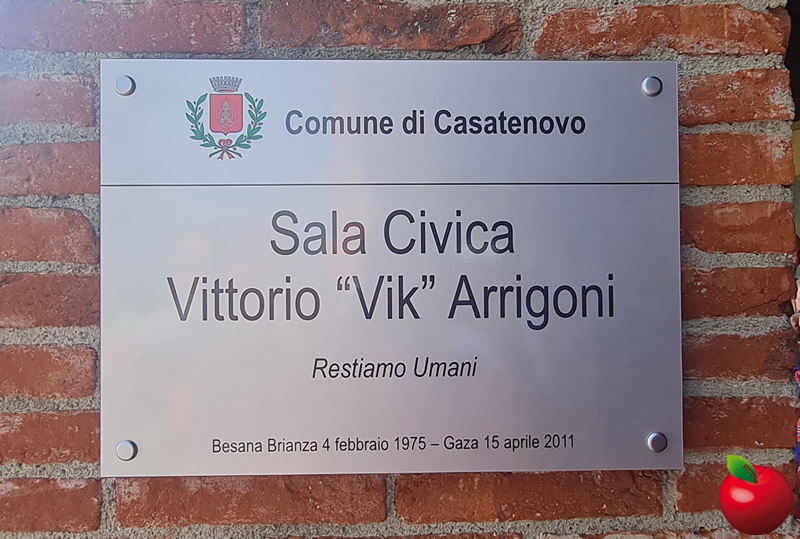 Comune di Casatenovo
Sala Civica
Vittorio “Vik” Arrigoni
Restiamo Umani
Besana Brianza 4 febbraio 1975 – Gaza 15 aprile 2011